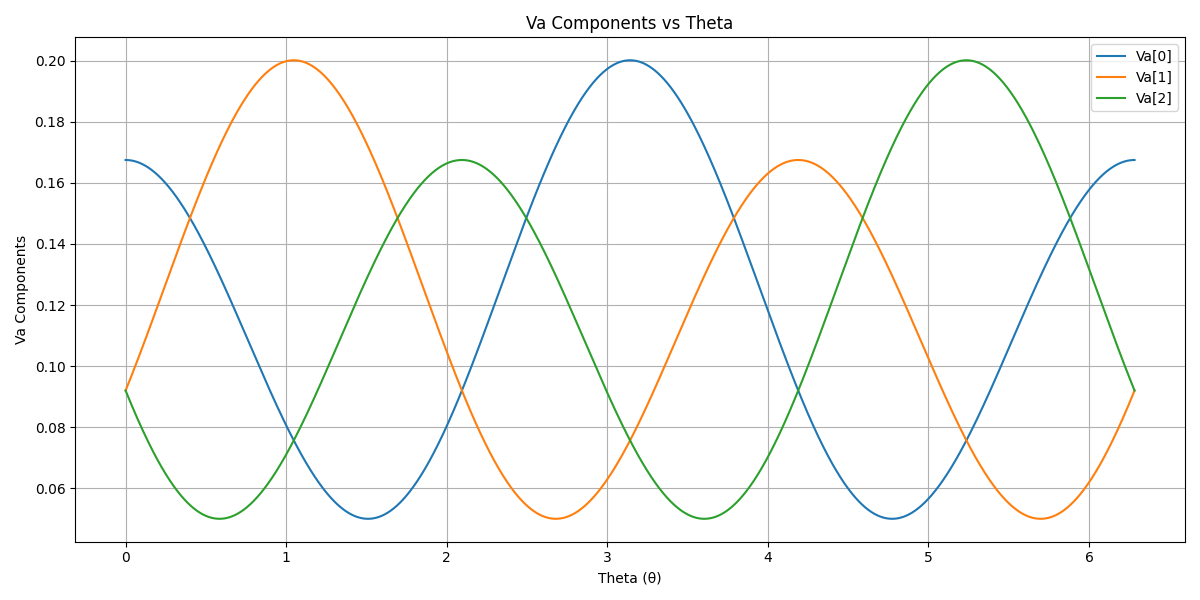 Va Components vs Theta
Va[0]
Va[1]
Va[2]
Va Components
0.20
0.18
0.16
0.14
0.12
0.10
0.08
0.06
0 1 2 3 4 5 6
Theta (θ)